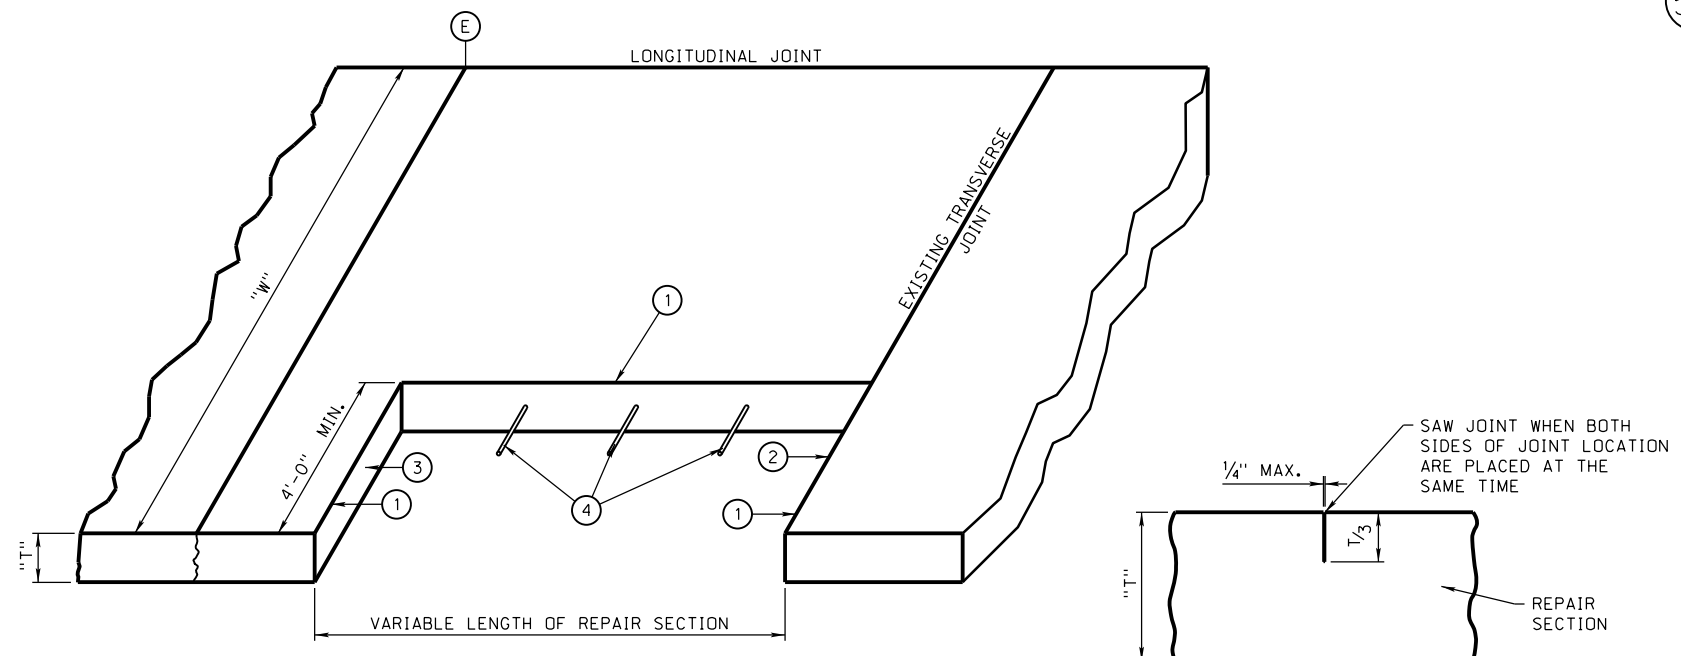 E
LONGITUDINAL JOINT
"W"
EXISTING TRANSVERSE
JOINT
1
4'-0" MIN.
3
1
2
1
4
"T"
VARIABLE LENGTH OF REPAIR SECTION
SAW JOINT WHEN BOTH
SIDES OF JOINT LOCATION
ARE PLACED AT THE
SAME TIME
1/4" MAX.
T/3
"T"
REPAIR
SECTION